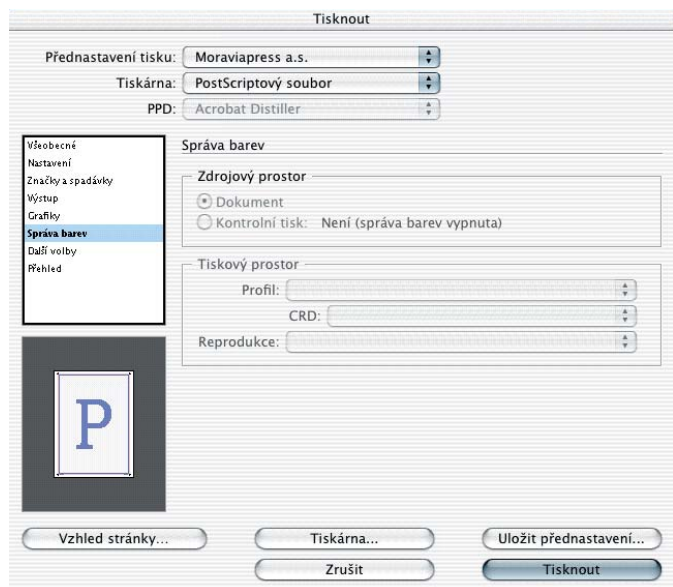 Tisknout
Přednastavení tisku: Moraviapress a.s.
Tiskárna: PostScriptový soubor
PPD: Acrobat Distiller
Všeobecné
Nastavení
Značky a spadávky
Výstup
Grafiky
Správa barev
Další volby
Přehled
Správa barev
Zdrojový prostor
Dokument
Kontrolní tisk: Není (správa barev vypnuta)
Tiskový prostor
Profil:
CRD:
Reprodukce:
P
Vzhled stránky...
Tiskárna...
Uložit přednastavení...
Zrušit
Tisknout